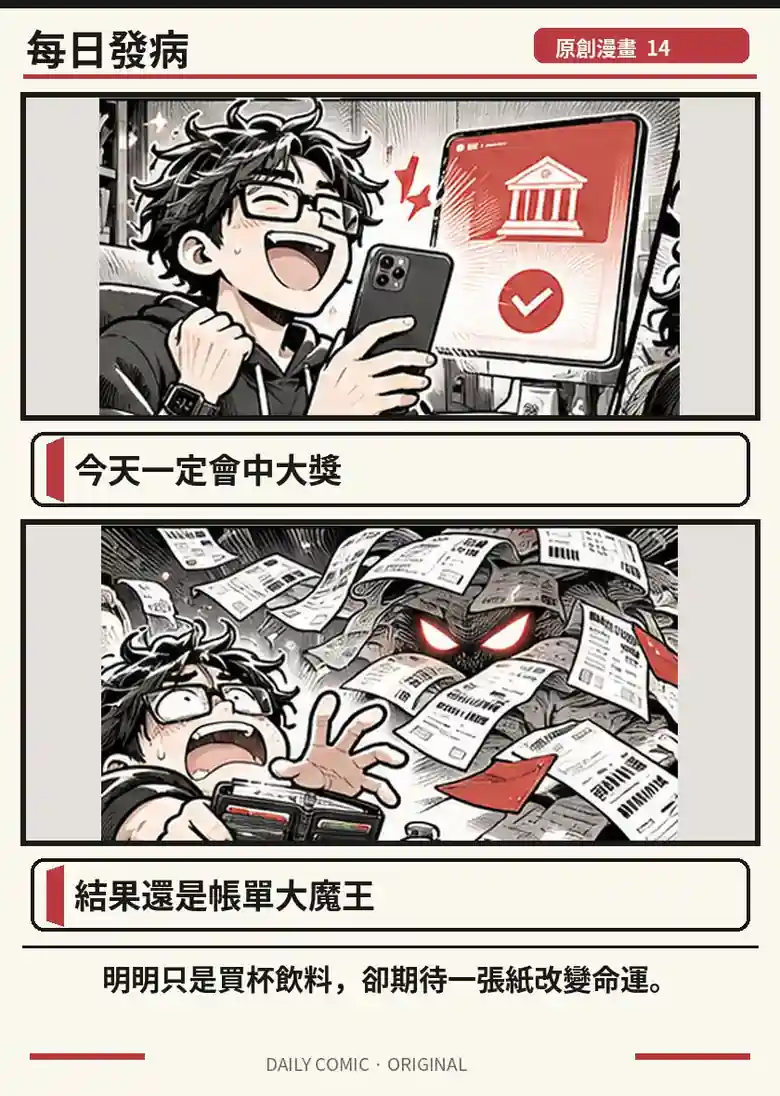 每日發病
原創漫畫 14
今天一定會中大獎
結果還是帳單大魔王
明明只是買杯飲料，卻期待一張紙改變命運。
DAILY COMIC · ORIGINAL